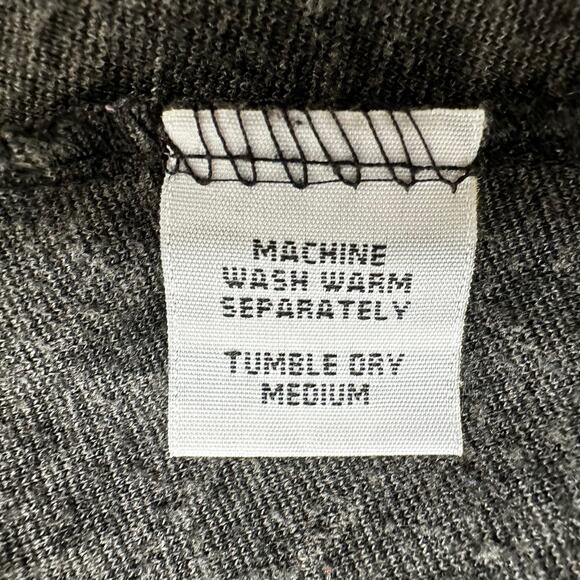 MACHINE
WASH WARM
SEPARATELY
TUMBLE DRY
MEDIUM